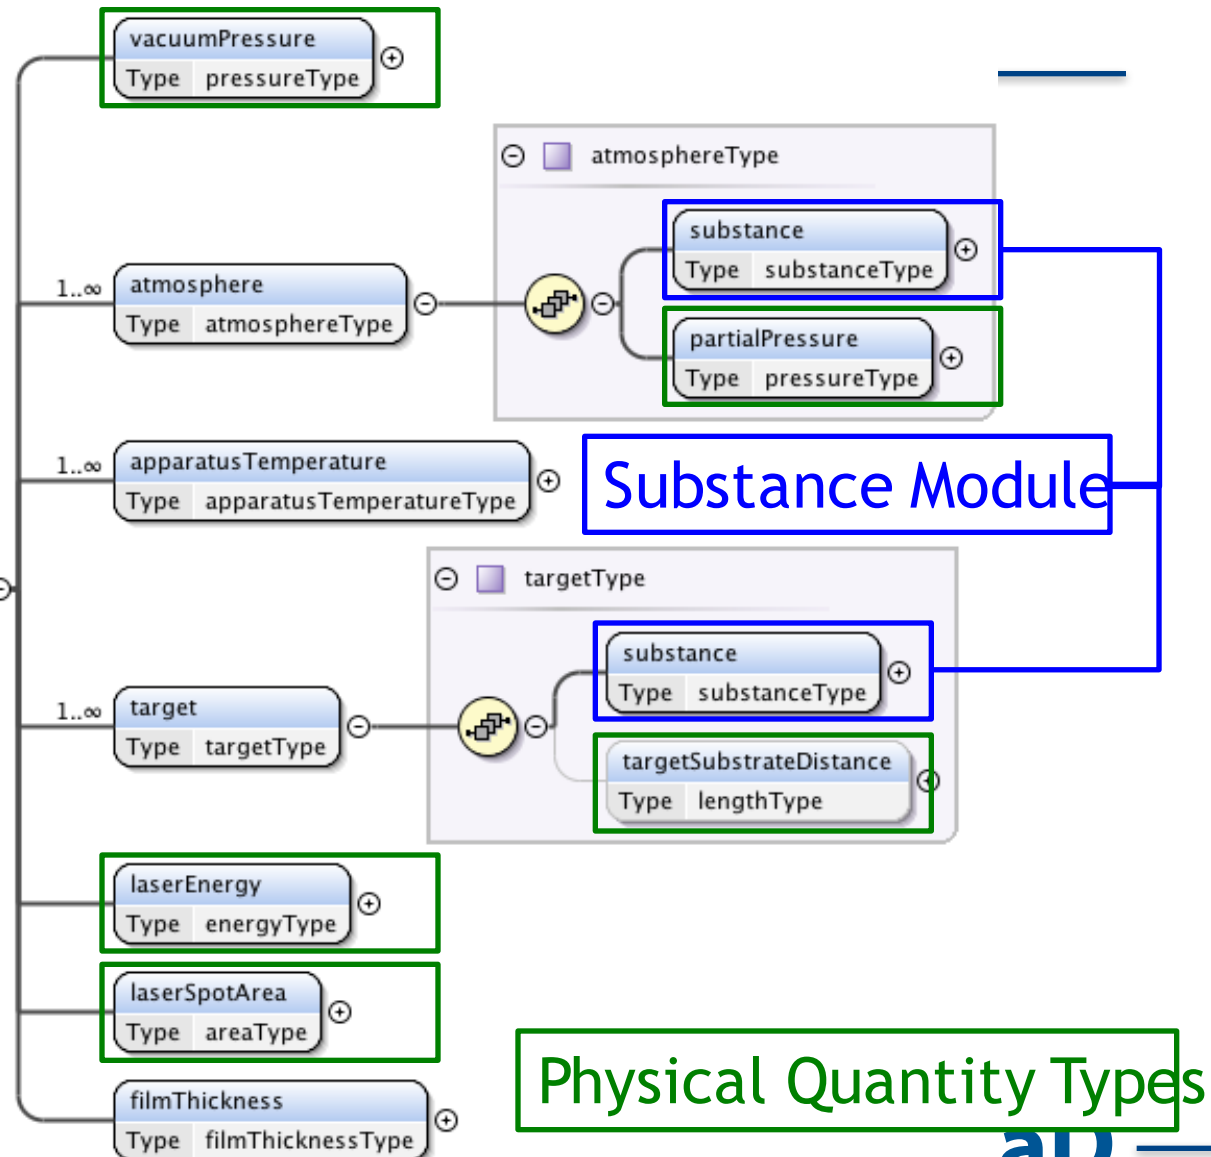 vacuumPressure
Type pressureType
atmosphereType
substance
Type substanceType
1..∞ atmosphere
Type atmosphereType
partialPressure
Type pressureType
1..∞ apparatusTemperature
Type apparatusTemperatureType
Substance Module
targetType
substance
Type substanceType
1..∞ target
Type targetType
targetSubstrateDistance
Type lengthType
laserEnergy
Type energyType
laserSpotArea
Type areaType
Physical Quantity Types
filmThickness
Type filmThicknessType